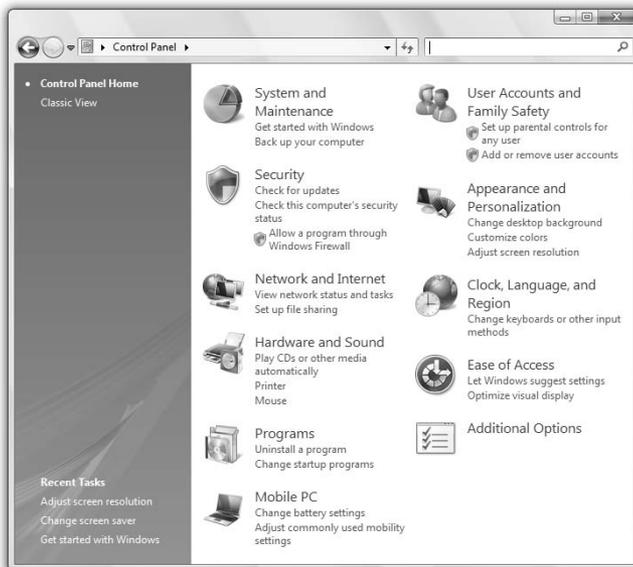 Control Panel
Control Panel Home
Classic View
System and
Maintenance
Get started with Windows
Back up your computer
Security
Check for updates
Check this computer's security
status
Allow a program through
Windows Firewall
Network and Internet
View network status and tasks
Set up file sharing
Hardware and Sound
Play CDs or other media
automatically
Printer
Mouse
Programs
Uninstall a program
Change startup programs
Mobile PC
Change battery settings
Adjust commonly used mobility
settings
User Accounts and
Family Safety
Set up parental controls for
any user
Add or remove user accounts
Appearance and
Personalization
Change desktop background
Customize colors
Adjust screen resolution
Clock, Language, and
Region
Change keyboards or other input
methods
Ease of Access
Let Windows suggest settings
Optimize visual display
Additional Options
Recent Tasks
Adjust screen resolution
Change screen saver
Get started with Windows